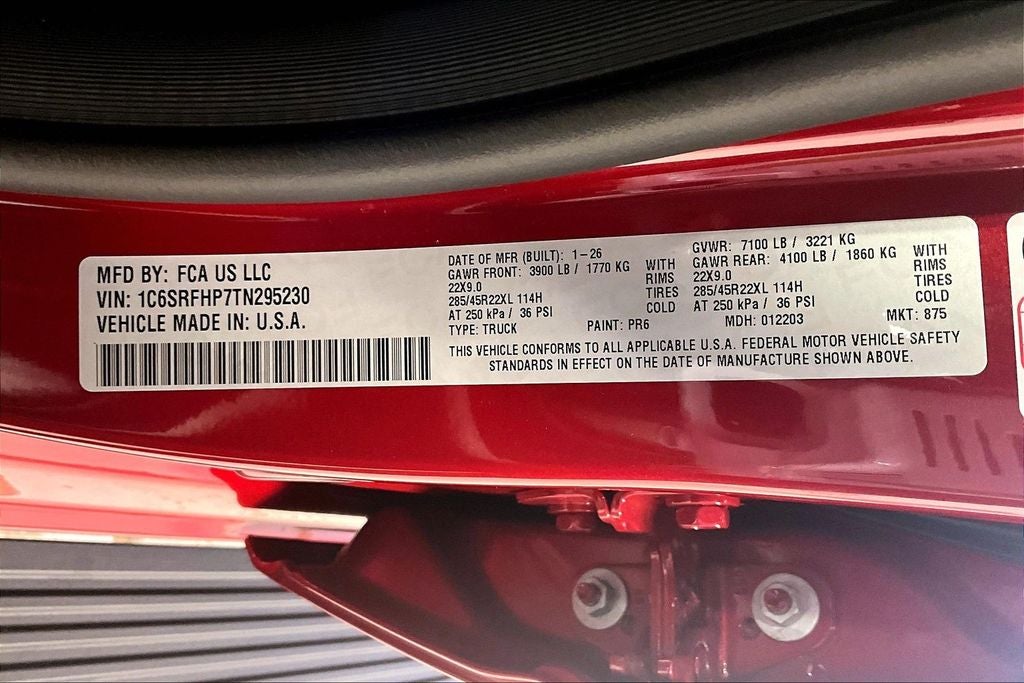 MFD BY: FCA US LLC
VIN: 1C6SRFHP7TN295230
VEHICLE MADE IN: U.S.A.
DATE OF MFR (BUILT): 1-26
GAWR FRONT: 3900 LB / 1770 KG WITH
22X9.0 RIMS
285/45R22XL 114H TIRES
AT 250 kPa / 36 PSI COLD
TYPE: TRUCK PAINT: PR6
GVWR: 7100 LB / 3221 KG
GAWR REAR: 4100 LB / 1860 KG WITH
22X9.0 RIMS
285/45R22XL 114H TIRES
AT 250 kPa / 36 PSI COLD
MDH: 012203 MKT: 875
THIS VEHICLE CONFORMS TO ALL APPLICABLE U.S.A. FEDERAL MOTOR VEHICLE SAFETY
STANDARDS IN EFFECT ON THE DATE OF MANUFACTURE SHOWN ABOVE.